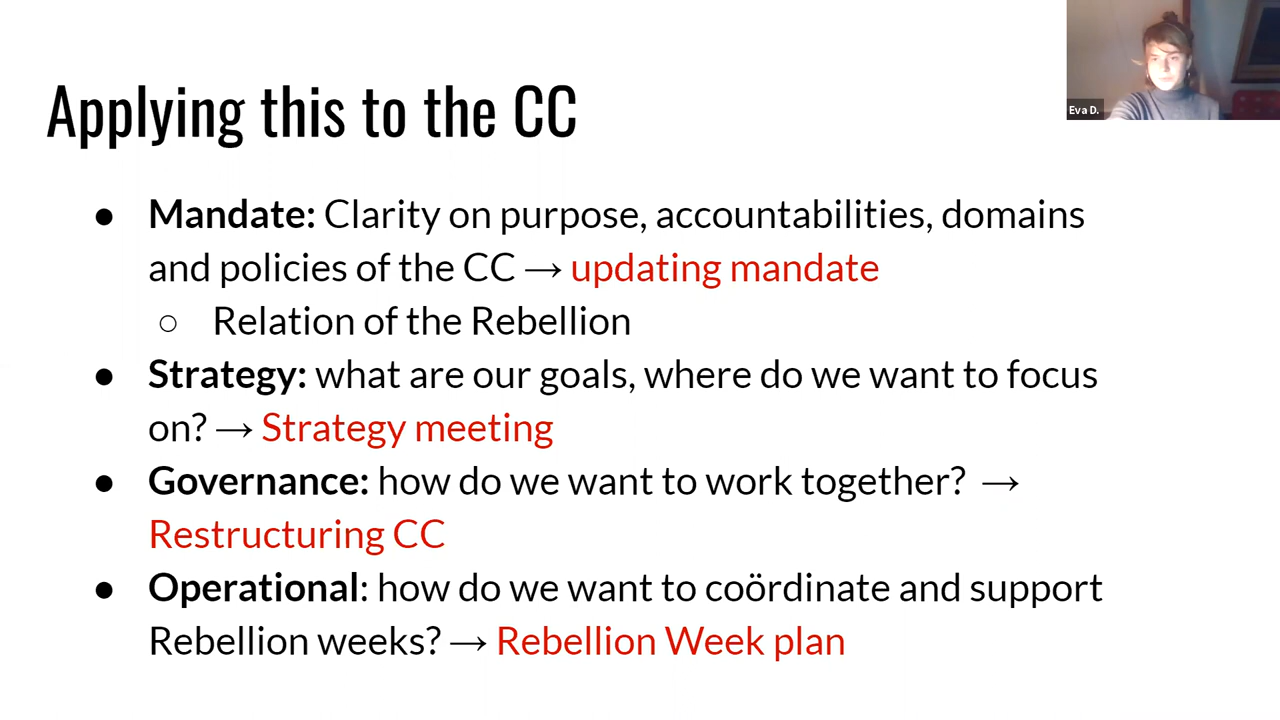 Applying this to the CC
Eva D.
● Mandate: Clarity on purpose, accountabilities, domains
and policies of the CC → updating mandate
○ Relation of the Rebellion
● Strategy: what are our goals, where do we want to focus
on? → Strategy meeting
● Governance: how do we want to work together? →
Restructuring CC
● Operational: how do we want to coördinate and support
Rebellion weeks? → Rebellion Week plan